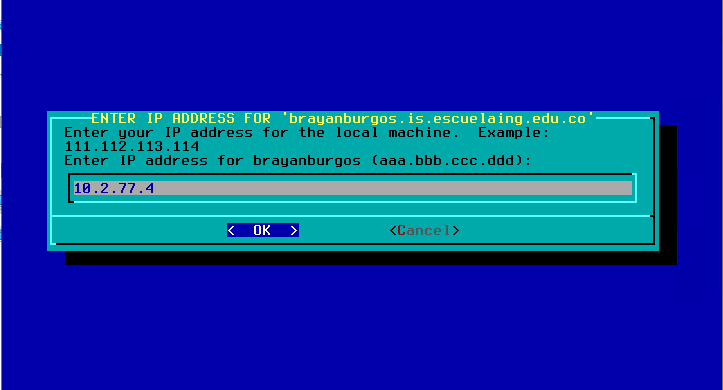 ENTER IP ADDRESS FOR 'brayanburgos.is.escuelaing.edu.co'
Enter your IP address for the local machine.  Example:
111.112.113.114
Enter IP address for brayanburgos (aaa.bbb.ccc.ddd):
10.2.77.4
<  OK  > <Cancel>